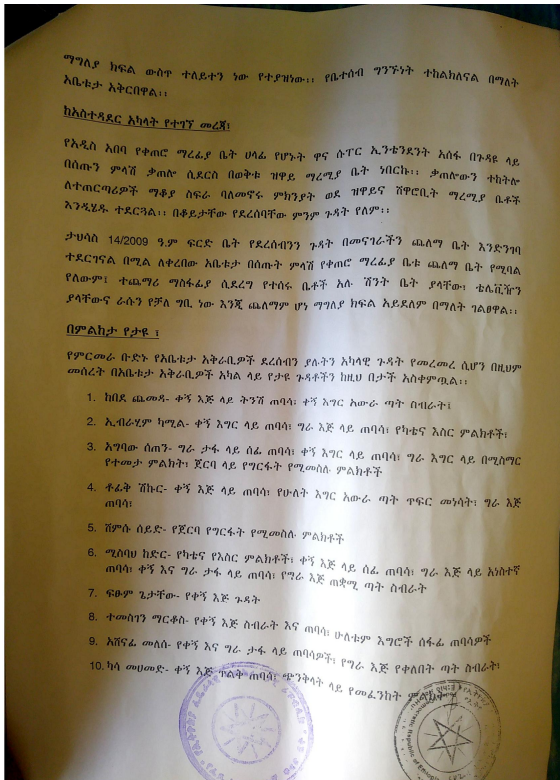 ማግለያ ክፍል ውስጥ ተለይተን ነው የተያዝነው፡፡ የቤተሰብ ግንኙነት ተከልክለናል በማለት
አቤቱታ አቅርበዋል፡፡
ከአስተዳደር አካላት የተገኘ መረጃ፤
የአዲስ አበባ የቀጠሮ ማረፊያ ቤት ሀላፊ የሆኑት ዋና ሱፐር ኢንቴንደንት አሰፋ በጉዳዩ ላይ
በሰጡን ምላሽ ቃጠሎ ሲደርስ በወቅቱ ዝዋይ ማረሚያ ቤት ነበርኩ፡፡ ቃጠሎውን ተከትሎ
ለተጠርጣሪዎች ማቆያ ስፍራ ባለመኖሩ ምክንያት ወደ ዝዋይና ሸዋሮቢት ማረሚያ ቤቶች
እንዲሄዱ ተደርጓል፡፡ በቆይታቸው የደረሰባቸው ምንም ጉዳት የለም፡፡
ታህሳስ 14/2009 ዓ.ም ፍርድ ቤት የደረሰብንን ጉዳት በመናገራችን ጨለማ ቤት እንድንገባ
ተደርገናል በሚል ለቀረበው አቤቱታ በሰጡት ምላሽ የቀጠሮ ማረፊያ ቤቱ ጨለማ ቤት የሚባል
የለውም፤ ተጨማሪ ማስፋፊያ ሲደረግ የተሰሩ ቤቶች አሉ ሽንት ቤት ያላቸው፤ ቴሌቪዥን
ያላቸውና ራሱን የቻለ ግቢ ነው እንጂ ጨለማም ሆነ ማግለያ ክፍል አይደለም በማለት ገልፀዋል፡፡
በምልከታ የታዩ ፤
የምርመራ ቡድኑ የአቤቱታ አቅራቢዎች ደረሰብን ያሉትን አካላዊ ጉዳት የመረመረ ሲሆን በዚህም
መሰረት በአቤቱታ አቅራቢዎች አካል ላይ የታዩ ጉዳቶችን ከዚህ በታች አስቀምጧል፡፡
1. ከበደ ጨመዳ- ቀኝ እጅ ላይ ትንሽ ጠባሳ፣ ቀኝ እግር አውራ ጣት ስብራት፤
2. ኢብራሂም ካሚል- ቀኝ እግር ላይ ጠባሳ፣ ግራ እጅ ላይ ጠባሳ፣ የካቴና እስር ምልክቶች፣
3. አግባው ሰጠኝ- ግራ ታፋ ላይ ሰፊ ጠባሳ፣ ቀኝ እግር ላይ ጠባሳ፣ ግራ እግር ላይ በሚስማር
የተመታ ምልክት፣ ጀርባ ላይ የግርፋት የሚመስሉ ምልክቶች
4. ቶፊቅ ሽኩር- ቀኝ እጅ ላይ ጠባሳ፣ የሁለት እግር አውራ ጣት ጥፍር መነሳት፣ ግራ እጅ
ጠባሳ፣
5. ሸምሱ ሰይድ- የጀርባ የግርፋት የሚመስሉ ምልክቶች
6. ሚስባህ ከድር- የካቴና የእስር ምልክቶች፣ ቀኝ እጅ ላይ ሰፊ ጠባሳ፣ ግራ እጅ ላይ አነስተኛ
ጠባሳ፣ ቀኝ እና ግራ ታፋ ላይ ጠባሳ፣ የግራ እጅ ጠቋሚ ጣት ስብራት
7. ፍፁም ጌታቸው- የቀኝ እጅ ጉዳት
8. ተመስገን ማርቆስ- የቀኝ እጅ ስብራት እና ጠባሳ፣ ሁለቱም እግሮች ሰፋፊ ጠባሳዎች
9. አሸናፊ መለሰ- የቀኝ እና ግራ ታፋ ላይ ጠባሳዎች፣ የግራ እጅ የቀለበት ጣት ስብራት፣
10. ካሳ መሀመድ- ቀኝ እጅ ጥልቅ ጠባሳ፣ ጭንቅላት ላይ የመፈንከት